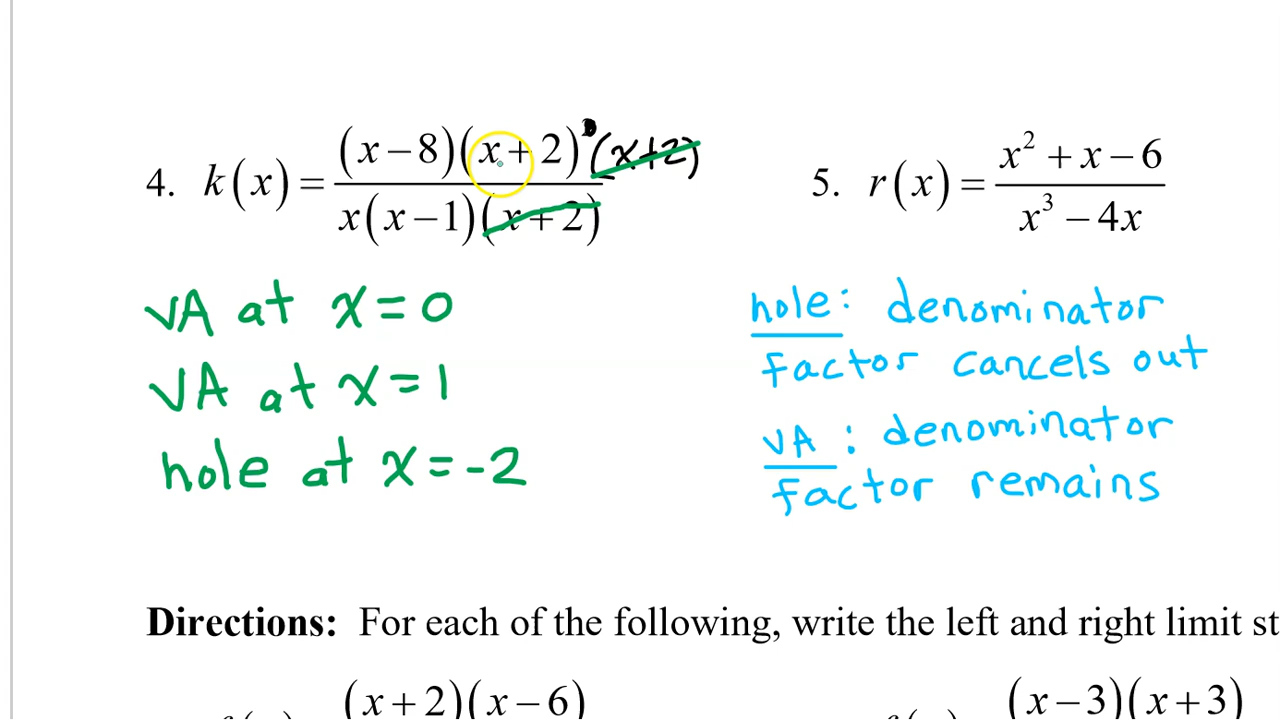 4. k(x) = (x−8)(x+2) (x+2) / x(x−1)(x+2)
VA at x=0
VA at x=1
hole at x=-2
5. r(x) = x² + x − 6 / x³ − 4x
hole: denominator
factor cancels out
VA: denominator
factor remains
Directions: For each of the following, write the left and right limit st
(x+2)(x−6)
(x−3)(x+3)